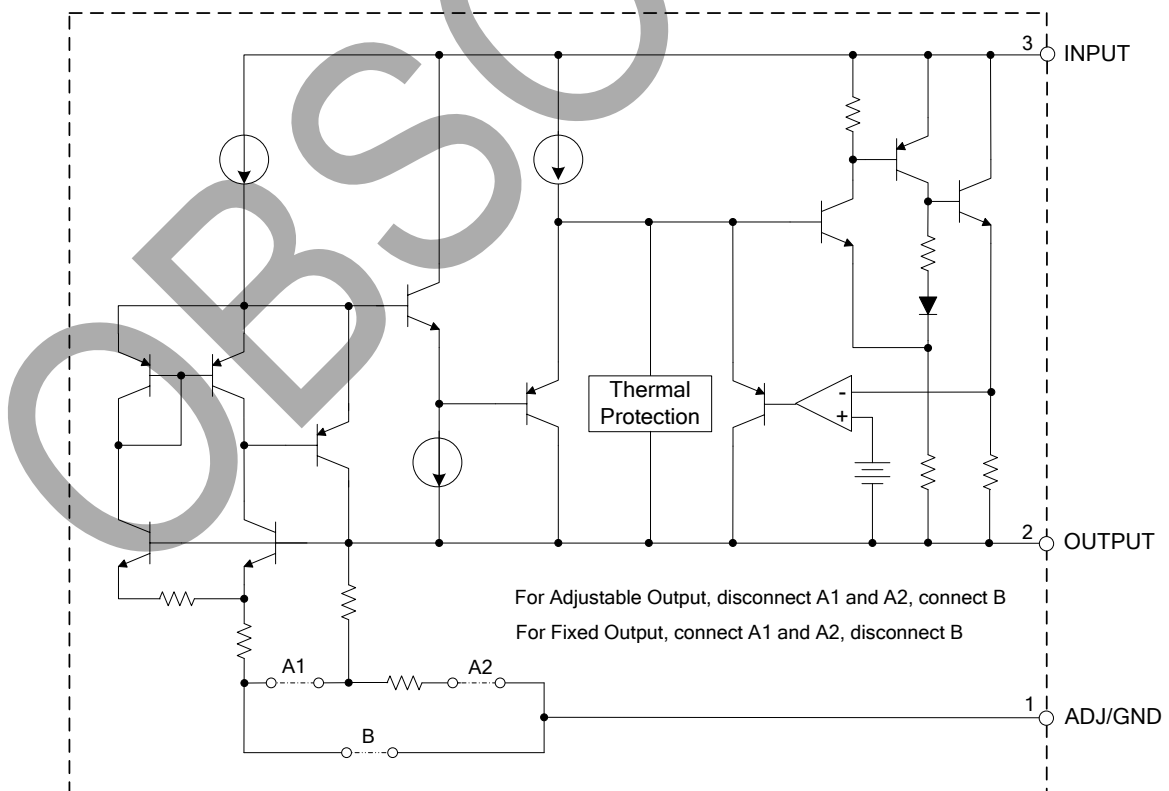 3
INPUT
Thermal
Protection
-
+
2
OUTPUT
For Adjustable Output, disconnect A1 and A2, connect B
For Fixed Output, connect A1 and A2, disconnect B
A1
A2
1
ADJ/GND
B
OBSO